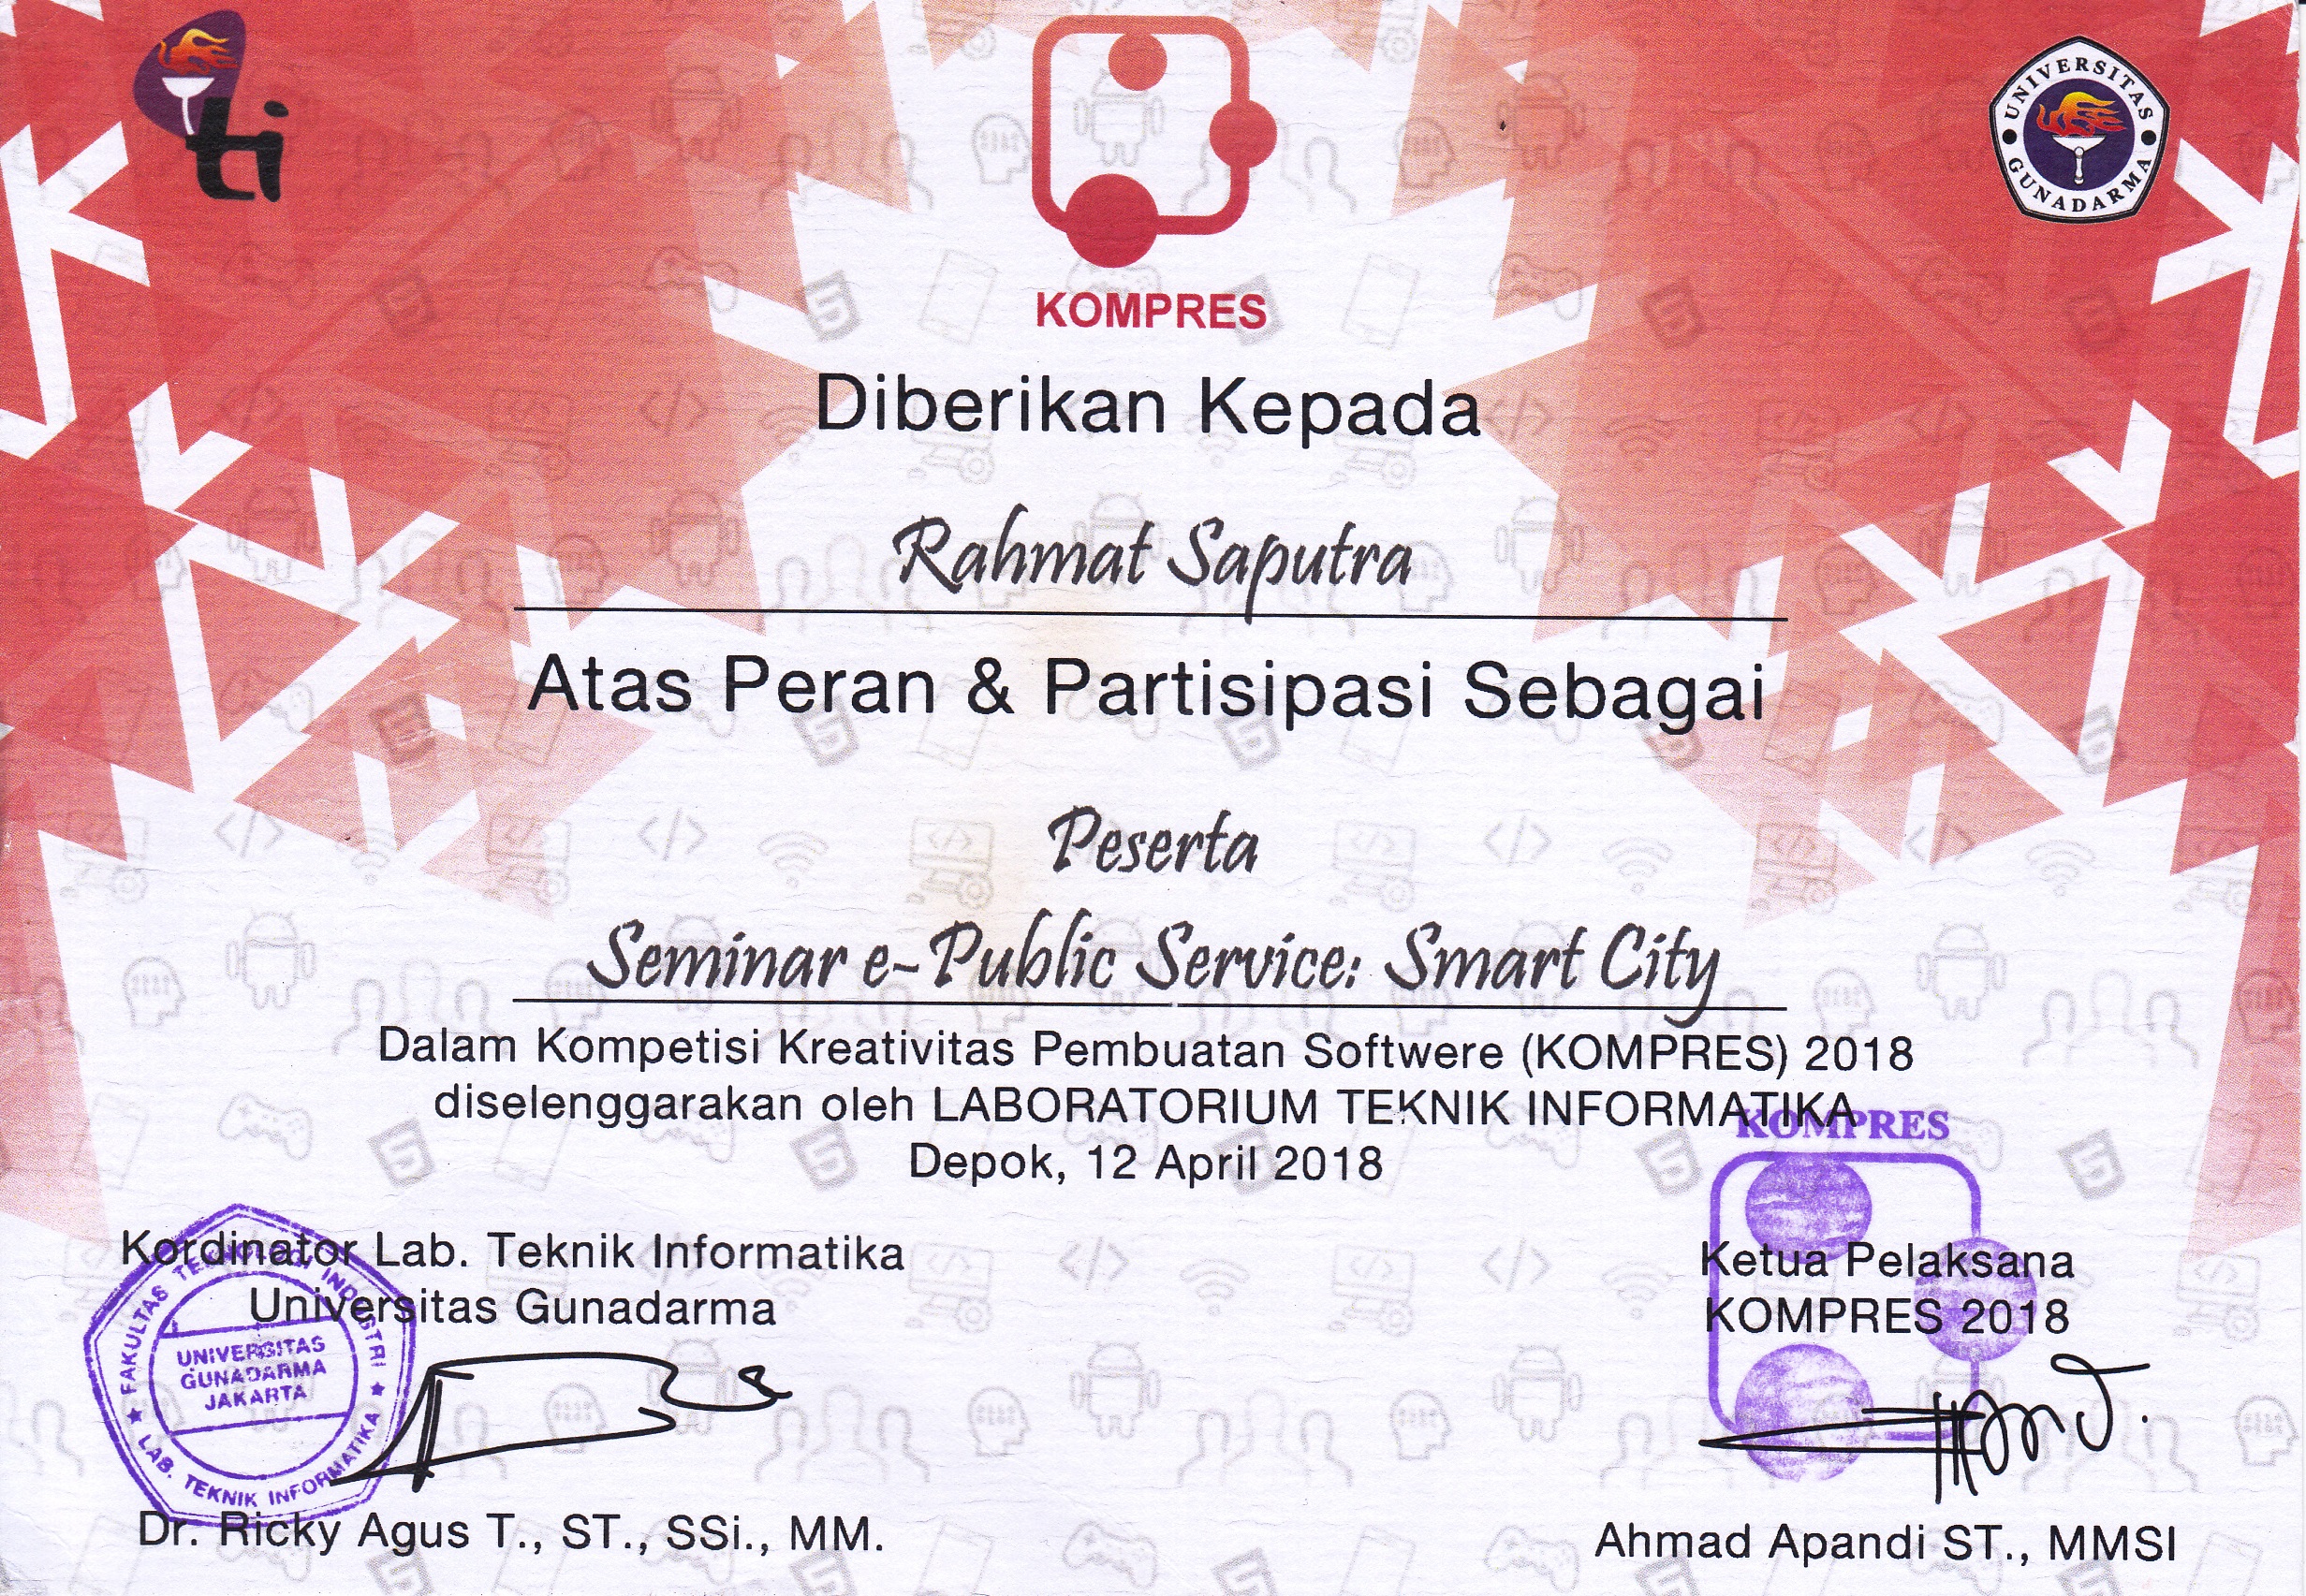 ti
UNIVERSITAS
GUNADARMA
KOMPRES
Diberikan Kepada
Rahmat Saputra
Atas Peran & Partisipasi Sebagai
Peserta
Seminar e-Public Service: Smart City
Dalam Kompetisi Kreativitas Pembuatan Softwere (KOMPRES) 2018
diselenggarakan oleh LABORATORIUM TEKNIK INFORMATIKA
Depok, 12 April 2018
KOMPRES
Kordinator Lab. Teknik Informatika
Universitas Gunadarma
Ketua Pelaksana
KOMPRES 2018
FAKULTAS TEKNOLOGI INDUSTRI
UNIVERSITAS
GUNADARMA
JAKARTA
LAB. TEKNIK INFORMATIKA
Dr. Ricky Agus T., ST., SSi., MM.
Ahmad Apandi ST., MMSI